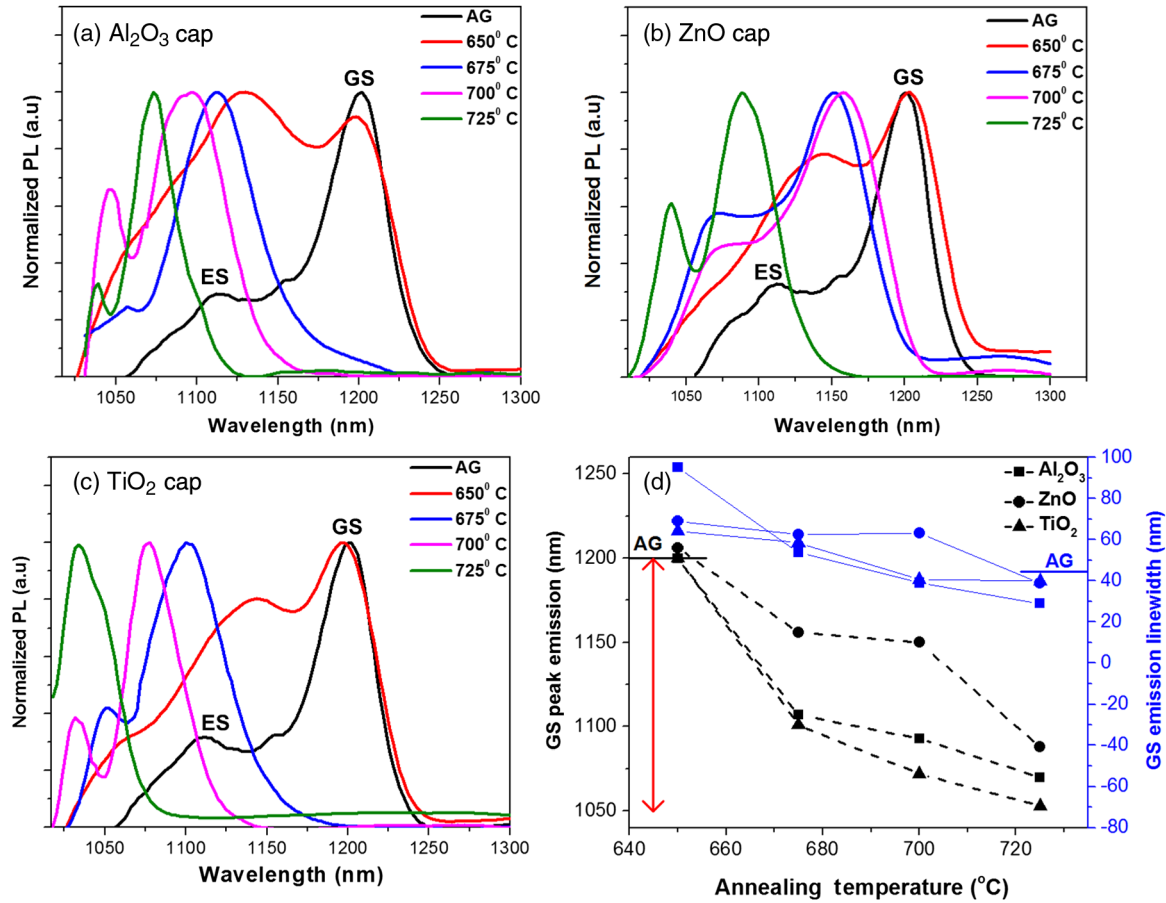 (a) Al₂O₃ cap
AG
650⁰ C
675⁰ C
700⁰ C
725⁰ C
GS
ES
Normalized PL (a.u)
1050 1100 1150 1200 1250 1300
Wavelength (nm)
(b) ZnO cap
AG
650⁰ C
675⁰ C
700⁰ C
725⁰ C
GS
ES
Normalized PL (a.u)
1050 1100 1150 1200 1250 1300
Wavelength (nm)
(c) TiO₂ cap
AG
650⁰ C
675⁰ C
700⁰ C
725⁰ C
GS
ES
Normalized PL (a.u)
1050 1100 1150 1200 1250 1300
Wavelength (nm)
(d)
Al₂O₃
ZnO
TiO₂
AG
AG
GS peak emission (nm)
1250
1200
1150
1100
1050
GS emission linewidth (nm)
100
80
60
40
20
0
-20
-40
-60
-80
640 660 680 700 720
Annealing temperature (°C)